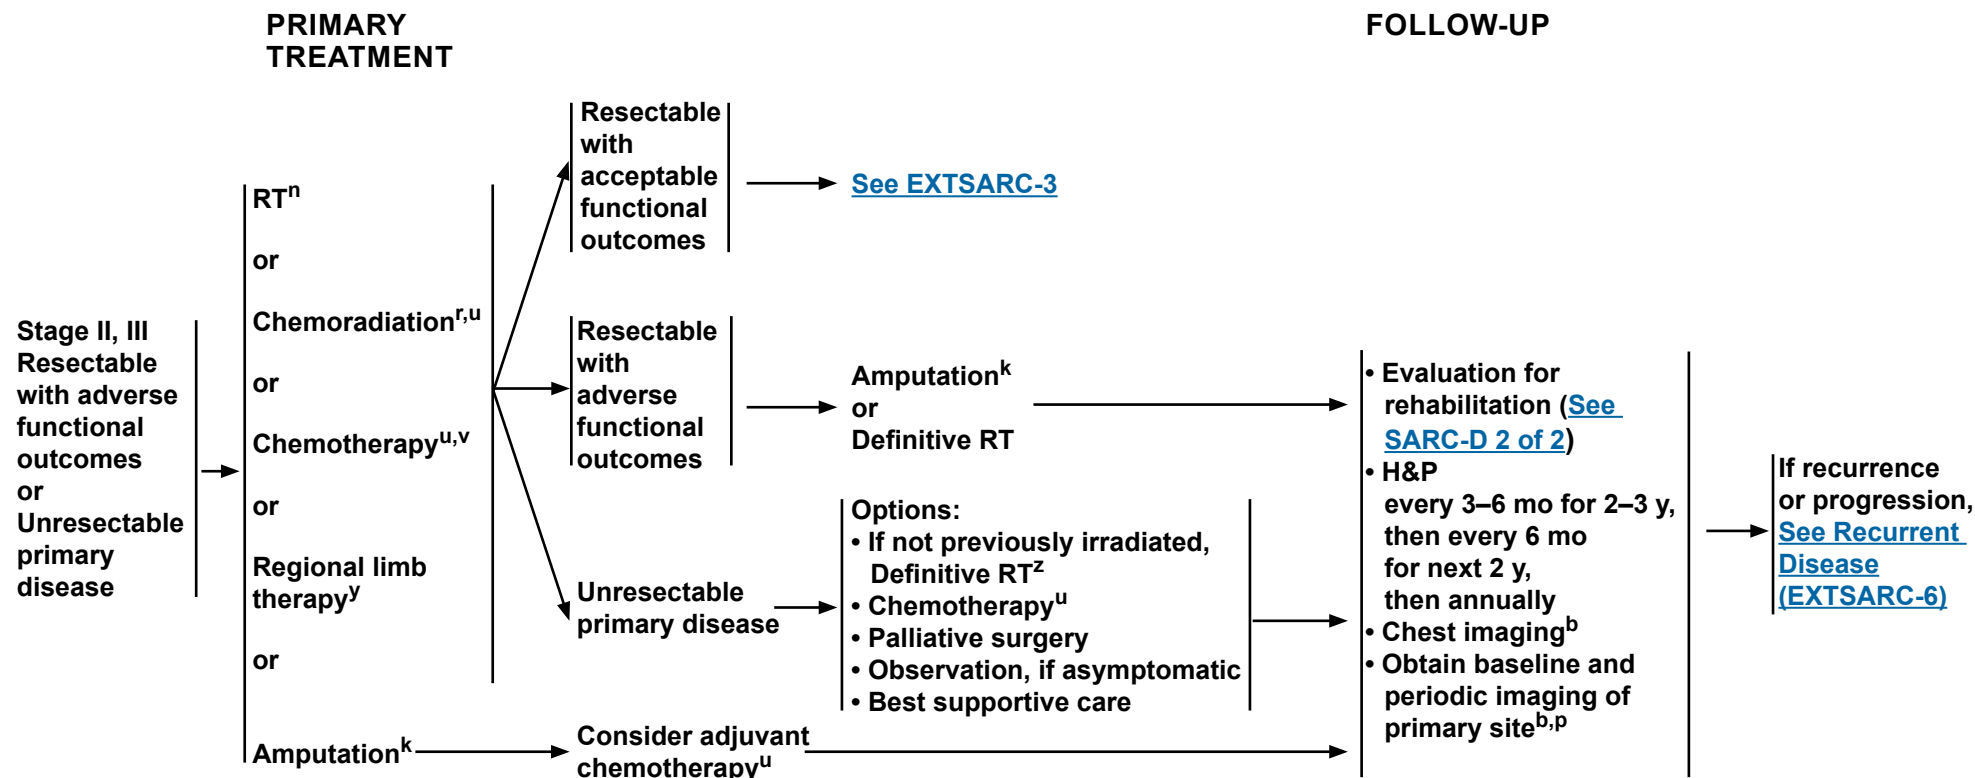 PRIMARY
TREATMENT
FOLLOW-UP
Stage II, III
Resectable
with adverse
functional
outcomes
or
Unresectable
primary
disease
RTⁿ
or
Chemoradiationʳ,ᵘ
or
Chemotherapyᵘ,ᵛ
or
Regional limb
therapyʸ
or
Amputationᵏ
Resectable
with
acceptable
functional
outcomes
See EXTSARC-3
Resectable
with
adverse
functional
outcomes
Amputationᵏ
or
Definitive RT
Unresectable
primary disease
Options:
• If not previously irradiated,
Definitive RTᶻ
• Chemotherapyᵘ
• Palliative surgery
• Observation, if asymptomatic
• Best supportive care
Consider adjuvant
chemotherapyᵘ
• Evaluation for
rehabilitation (See
SARC-D 2 of 2)
• H&P
every 3–6 mo for 2–3 y,
then every 6 mo
for next 2 y,
then annually
• Chest imagingᵇ
• Obtain baseline and
periodic imaging of
primary siteᵇ,ᵖ
If recurrence
or progression,
See Recurrent
Disease
(EXTSARC-6)